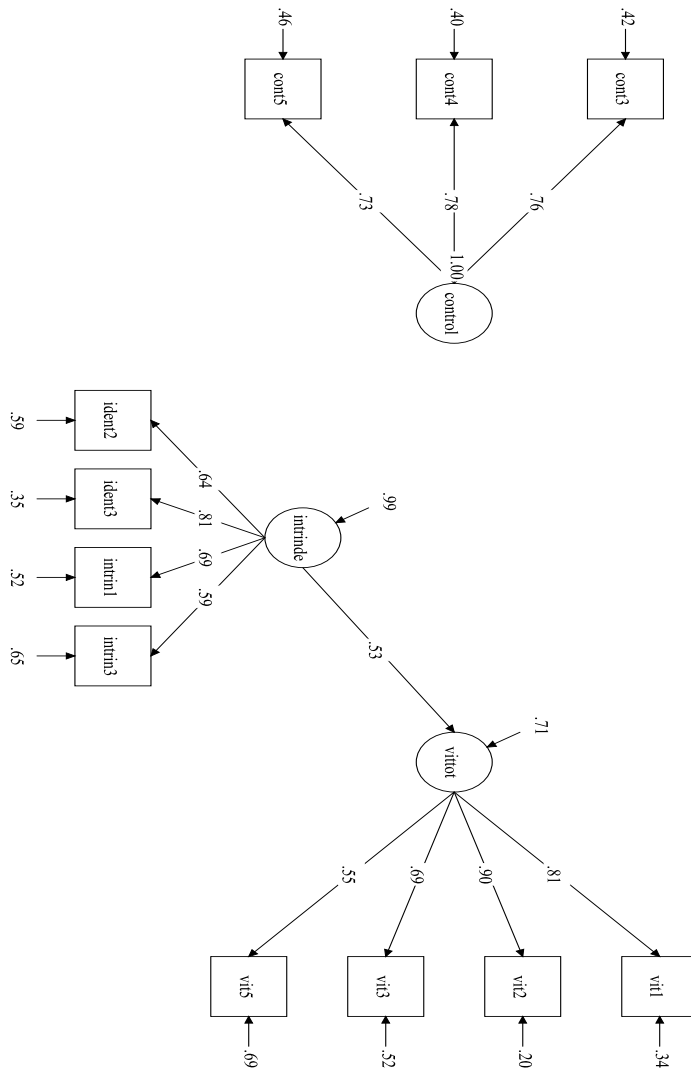 vit1 .34
.42 cont3
.81
.76 .71
vit2 .20
.90
.40 cont4 .78 1.00 control vittot
.69
.99 vit3 .52
.53
.73 .55
intrinde
.46 cont5
vit5 .69
.64 .81 .69 .59
ident2 ident3 intrin1 intrin3
.59 .35 .52 .65